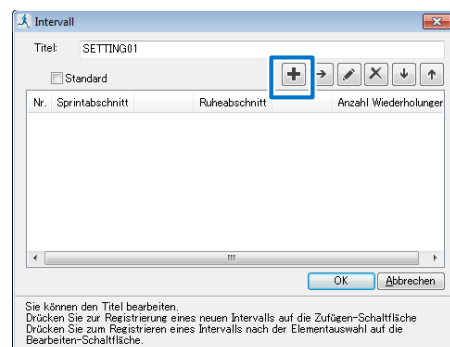 Intervall
Titel: SETTING01
Standard
Nr. Sprintabschnitt Ruheabschnitt Anzahl Wiederholunger
OK Abbrechen
Sie können den Titel bearbeiten.
Drücken Sie zur Registrierung eines neuen Intervalls auf die Zufügen-Schaltfläche
Drücken Sie zum Registrieren eines Intervalls nach der Elementauswahl auf die
Bearbeiten-Schaltfläche.